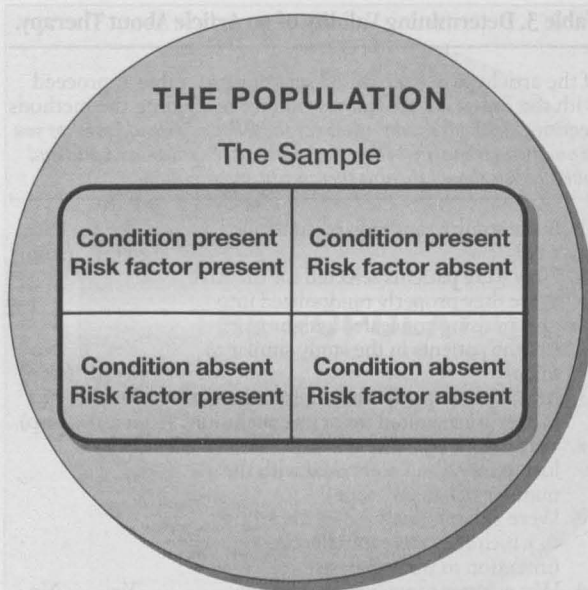 THE POPULATION
The Sample
Condition present
Risk factor present
Condition present
Risk factor absent
Condition absent
Risk factor present
Condition absent
Risk factor absent